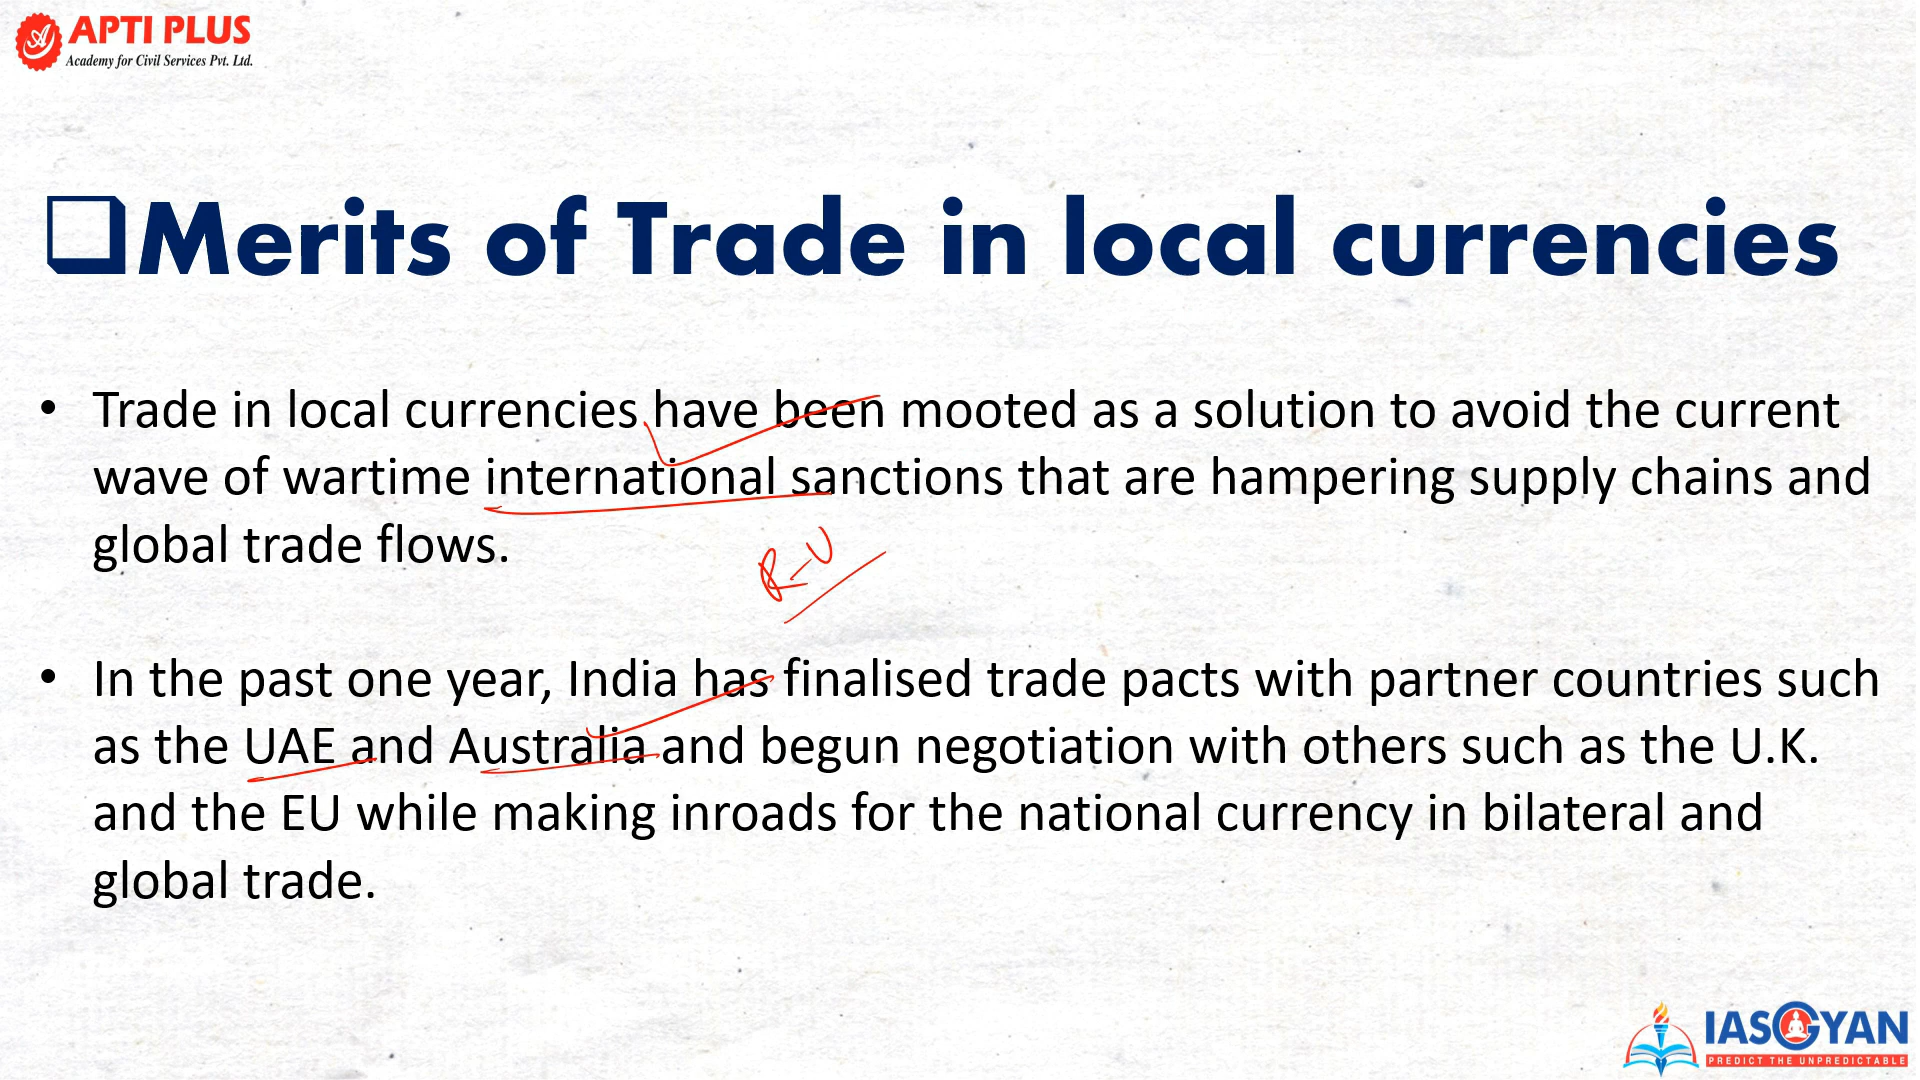 APTI PLUS
Academy for Civil Services Pvt. Ltd.
Merits of Trade in local currencies
• Trade in local currencies have been mooted as a solution to avoid the current
wave of wartime international sanctions that are hampering supply chains and
global trade flows.
R-U
• In the past one year, India has finalised trade pacts with partner countries such
as the UAE and Australia and begun negotiation with others such as the U.K.
and the EU while making inroads for the national currency in bilateral and
global trade.
IASGYAN
PREDICT THE UNPREDICTABLE